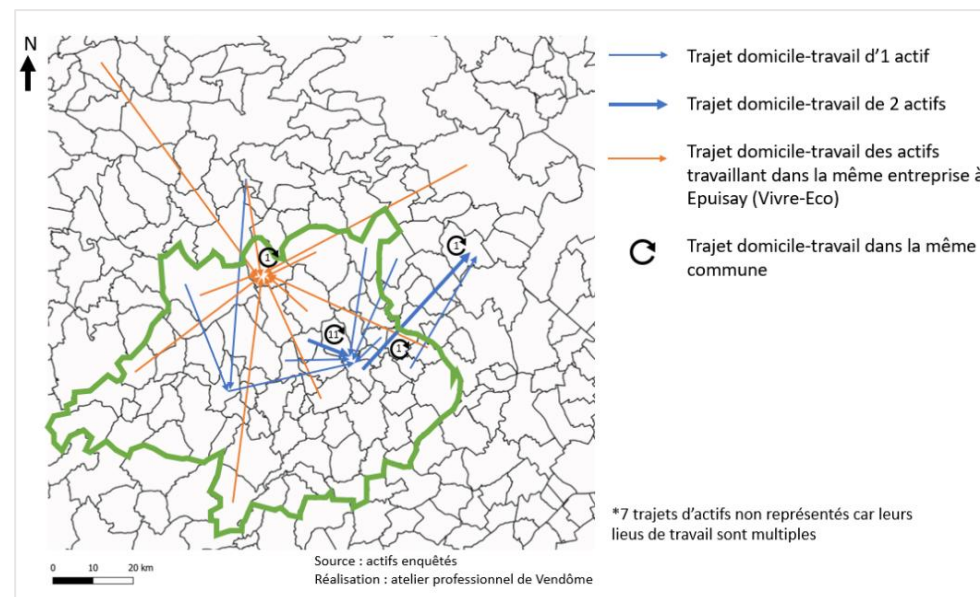 N
Trajet domicile-travail d'1 actif
Trajet domicile-travail de 2 actifs
Trajet domicile-travail des actifs
travaillant dans la même entreprise à
Epuisay (Vivre-Eco)
Trajet domicile-travail dans la même
commune
1
1
11
1
*7 trajets d'actifs non représentés car leurs
lieux de travail sont multiples
Source : actifs enquêtés
Réalisation : atelier professionnel de Vendôme
0 10 20 km